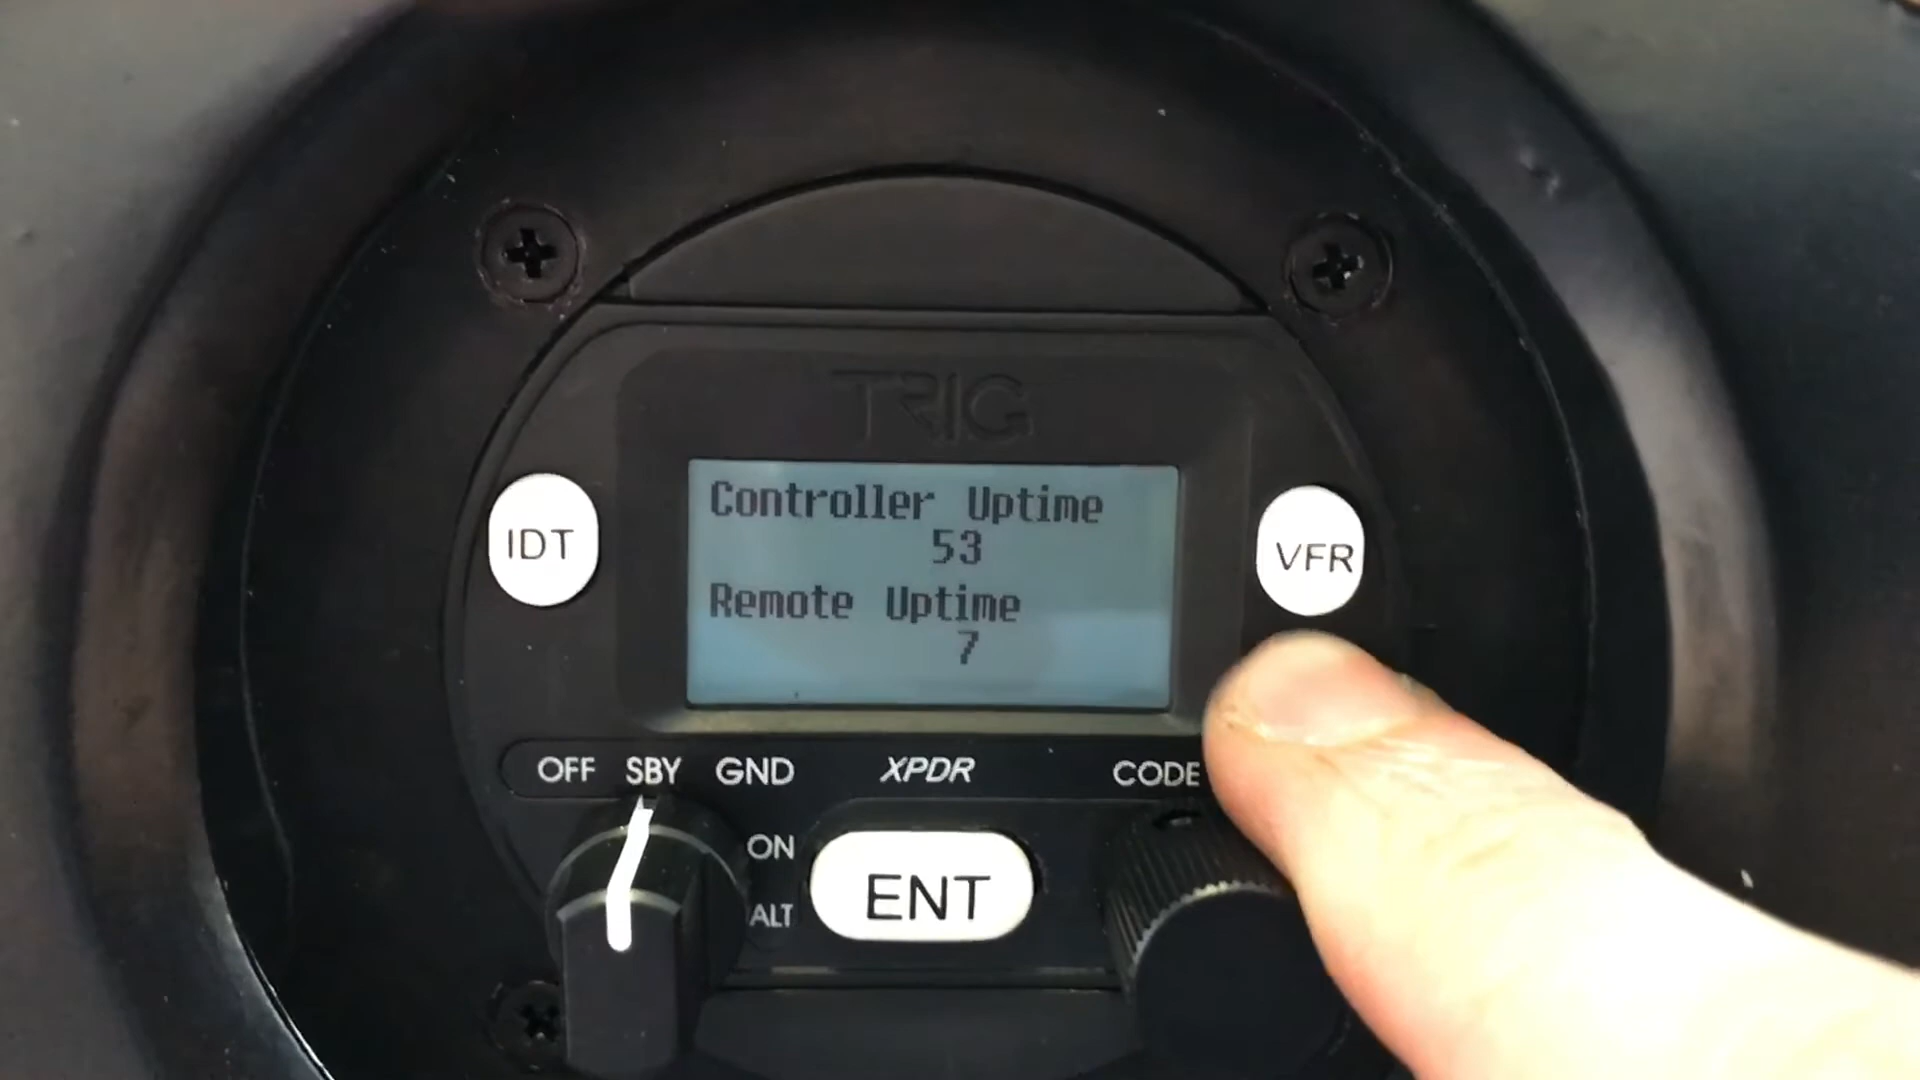 TRIG
Controller Uptime
53
Remote Uptime
7
IDT
VFR
OFF SBY GND XPDR CODE
ON
ALT
ENT